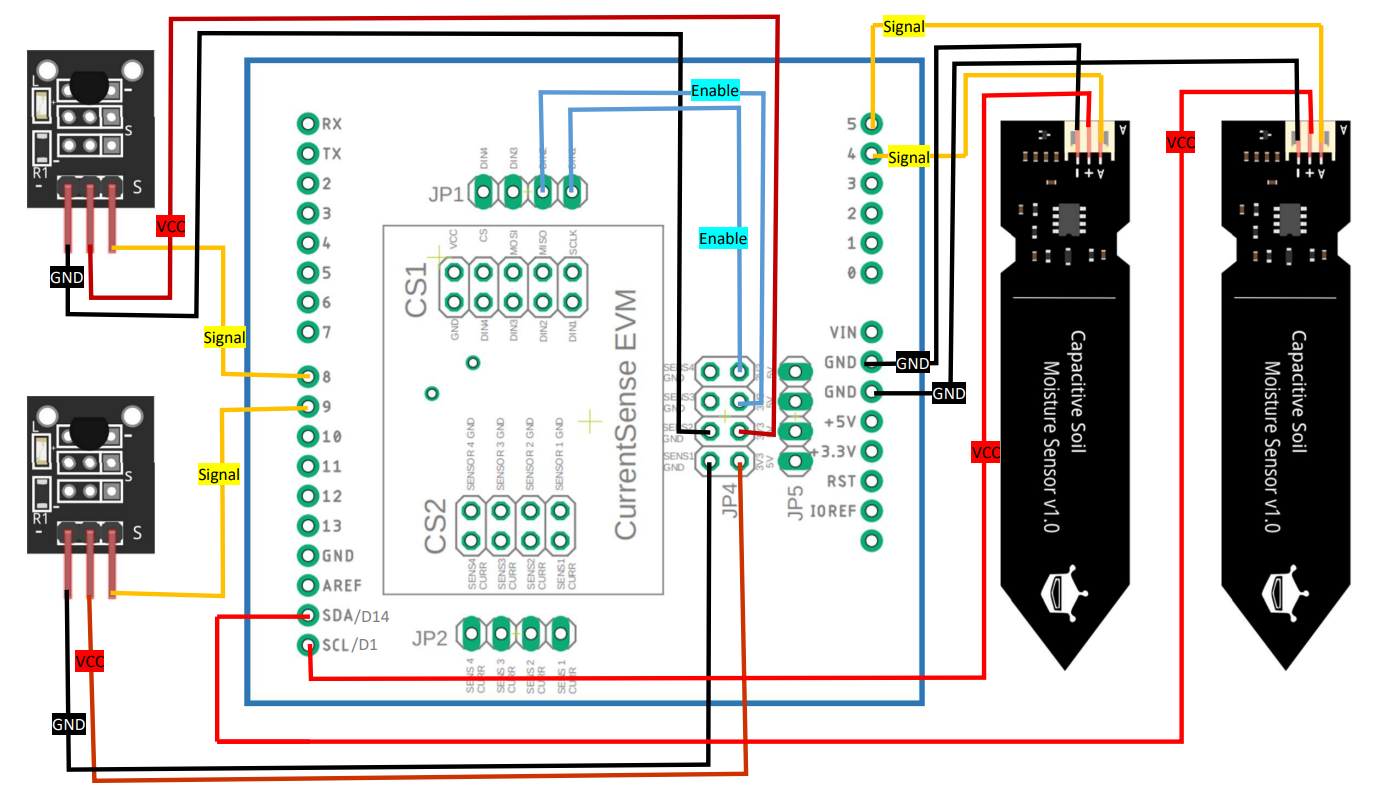 Signal
Enable
Signal
VCC
L
-
S
R1
-
S
VCC
GND
Signal
RX
TX
2
3
4
5
6
7
8
9
10
11
12
13
GND
AREF
SDA/D14
SCL/D1
JP1
DIN4
DIN3
DIN2
DIN1
Enable
CS1
VCC
CS
MOSI
MISO
SCLK
GND
DIN4
DIN3
DIN2
DIN1
CurrentSense EVM
CS2
SENSOR 4 GND
SENSOR 3 GND
SENSOR 2 GND
SENSOR 1 GND
SENS4
CURR
SENS3
CURR
SENS2
CURR
SENS1
CURR
JP2
SENS 4
CURR
SENS 3
CURR
SENS 2
CURR
SENS 1
CURR
SENS4
GND
SENS3
GND
SENS2
GND
SENS1
GND
3V3
5V
JP4
JP5
5
4
3
2
1
0
VIN
GND
GND
+5V
+3.3V
RST
IOREF
GND
GND
VCC
L
S
R1
-
S
Signal
VCC
GND
A
- + A
Capacitive Soil
Moisture Sensor v1.0
A
- + A
Capacitive Soil
Moisture Sensor v1.0